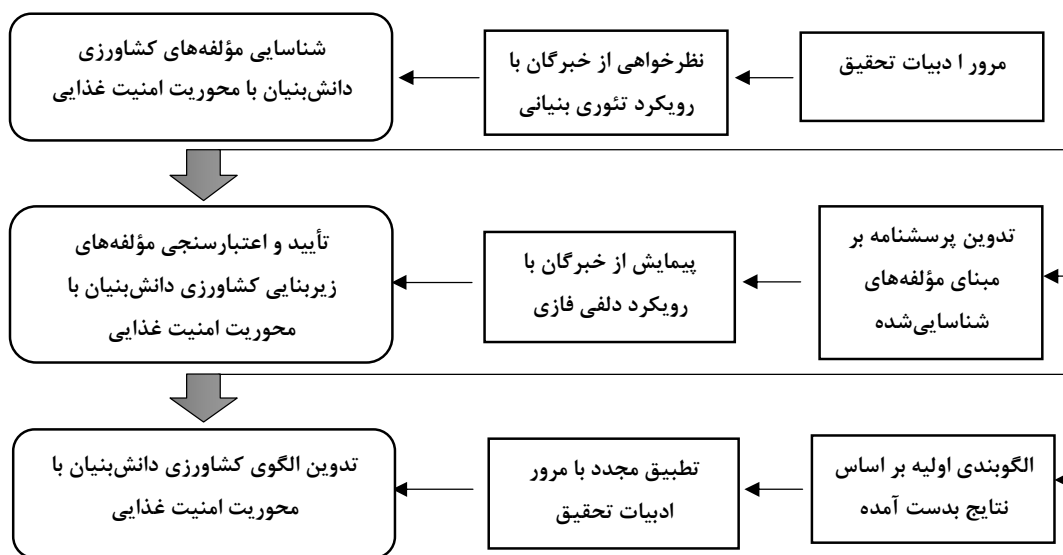 مرور ا دبیات تحقیق
نظرخواهی از خبرگان با
رویکرد تئوری بنیانی
شناسایی مؤلفه‌های کشاورزی
دانش‌بنیان با محوریت امنیت غذایی
تدوین پرسشنامه بر
مبنای مؤلفه‌های
شناسایی‌شده
پیمایش از خبرگان با
رویکرد دلفی فازی
تأیید و اعتبارسنجی مؤلفه‌های
زیربنایی کشاورزی دانش‌بنیان با
محوریت امنیت غذایی
الگوبندی اولیه بر اساس
نتایج بدست آمده
تطبیق مجدد با مرور
ادبیات تحقیق
تدوین الگوی کشاورزی دانش‌بنیان با
محوریت امنیت غذایی